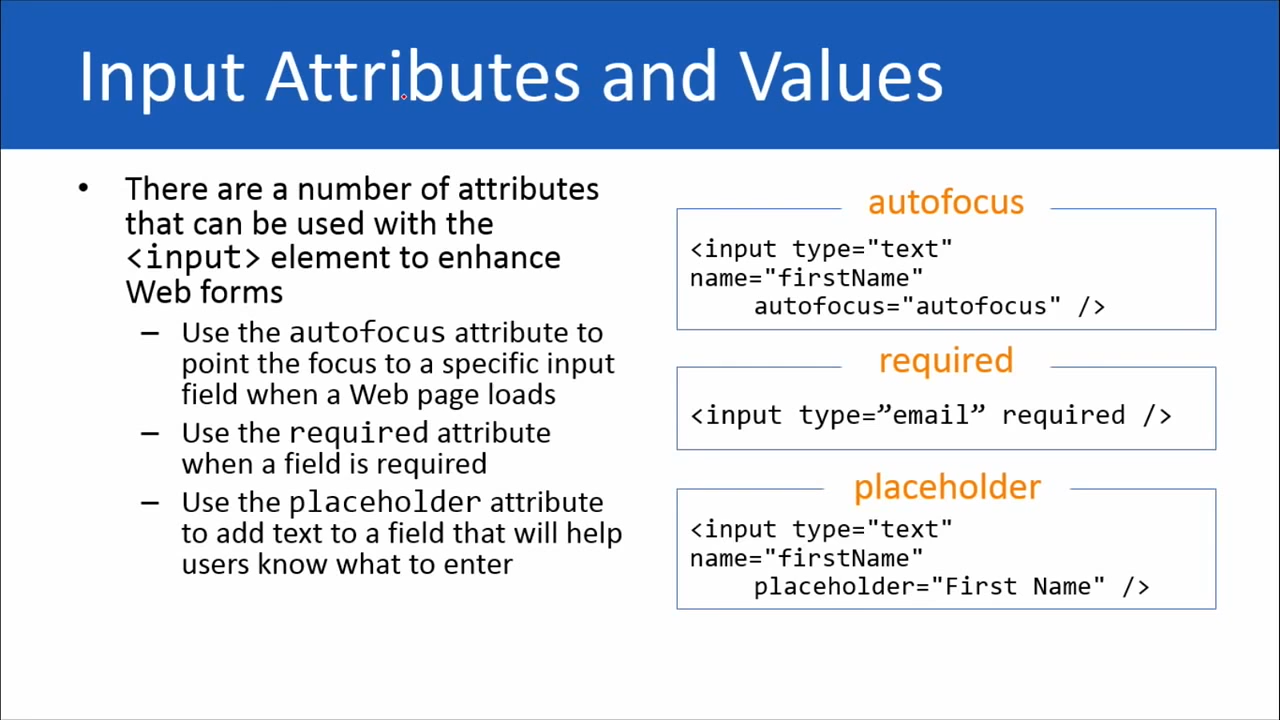 Input Attributes and Values
• There are a number of attributes
that can be used with the
<input> element to enhance
Web forms
– Use the autofocus attribute to
point the focus to a specific input
field when a Web page loads
– Use the required attribute
when a field is required
– Use the placeholder attribute
to add text to a field that will help
users know what to enter
autofocus
<input type="text"
name="firstName"
autofocus="autofocus" />
required
<input type=”email” required />
placeholder
<input type="text"
name="firstName"
placeholder="First Name" />